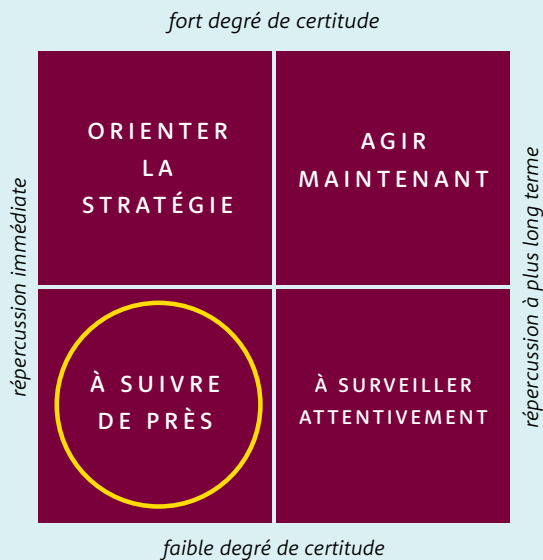 fort degré de certitude
répercussion immédiate
ORIENTER
LA
STRATÉGIE
AGIR
MAINTENANT
répercussion à plus long terme
À SUIVRE
DE PRÈS
À SURVEILLER
ATTENTIVEMENT
faible degré de certitude